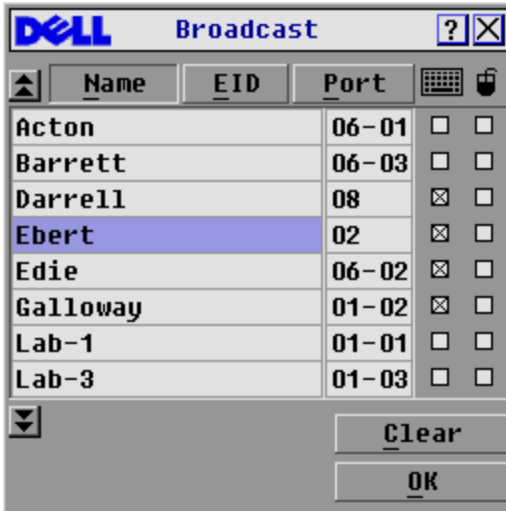 DELL Broadcast ?
Name EID Port
Acton 06-01
Barrett 06-03
Darrell 08
Ebert 02
Edie 06-02
Galloway 01-02
Lab-1 01-01
Lab-3 01-03
Clear
OK